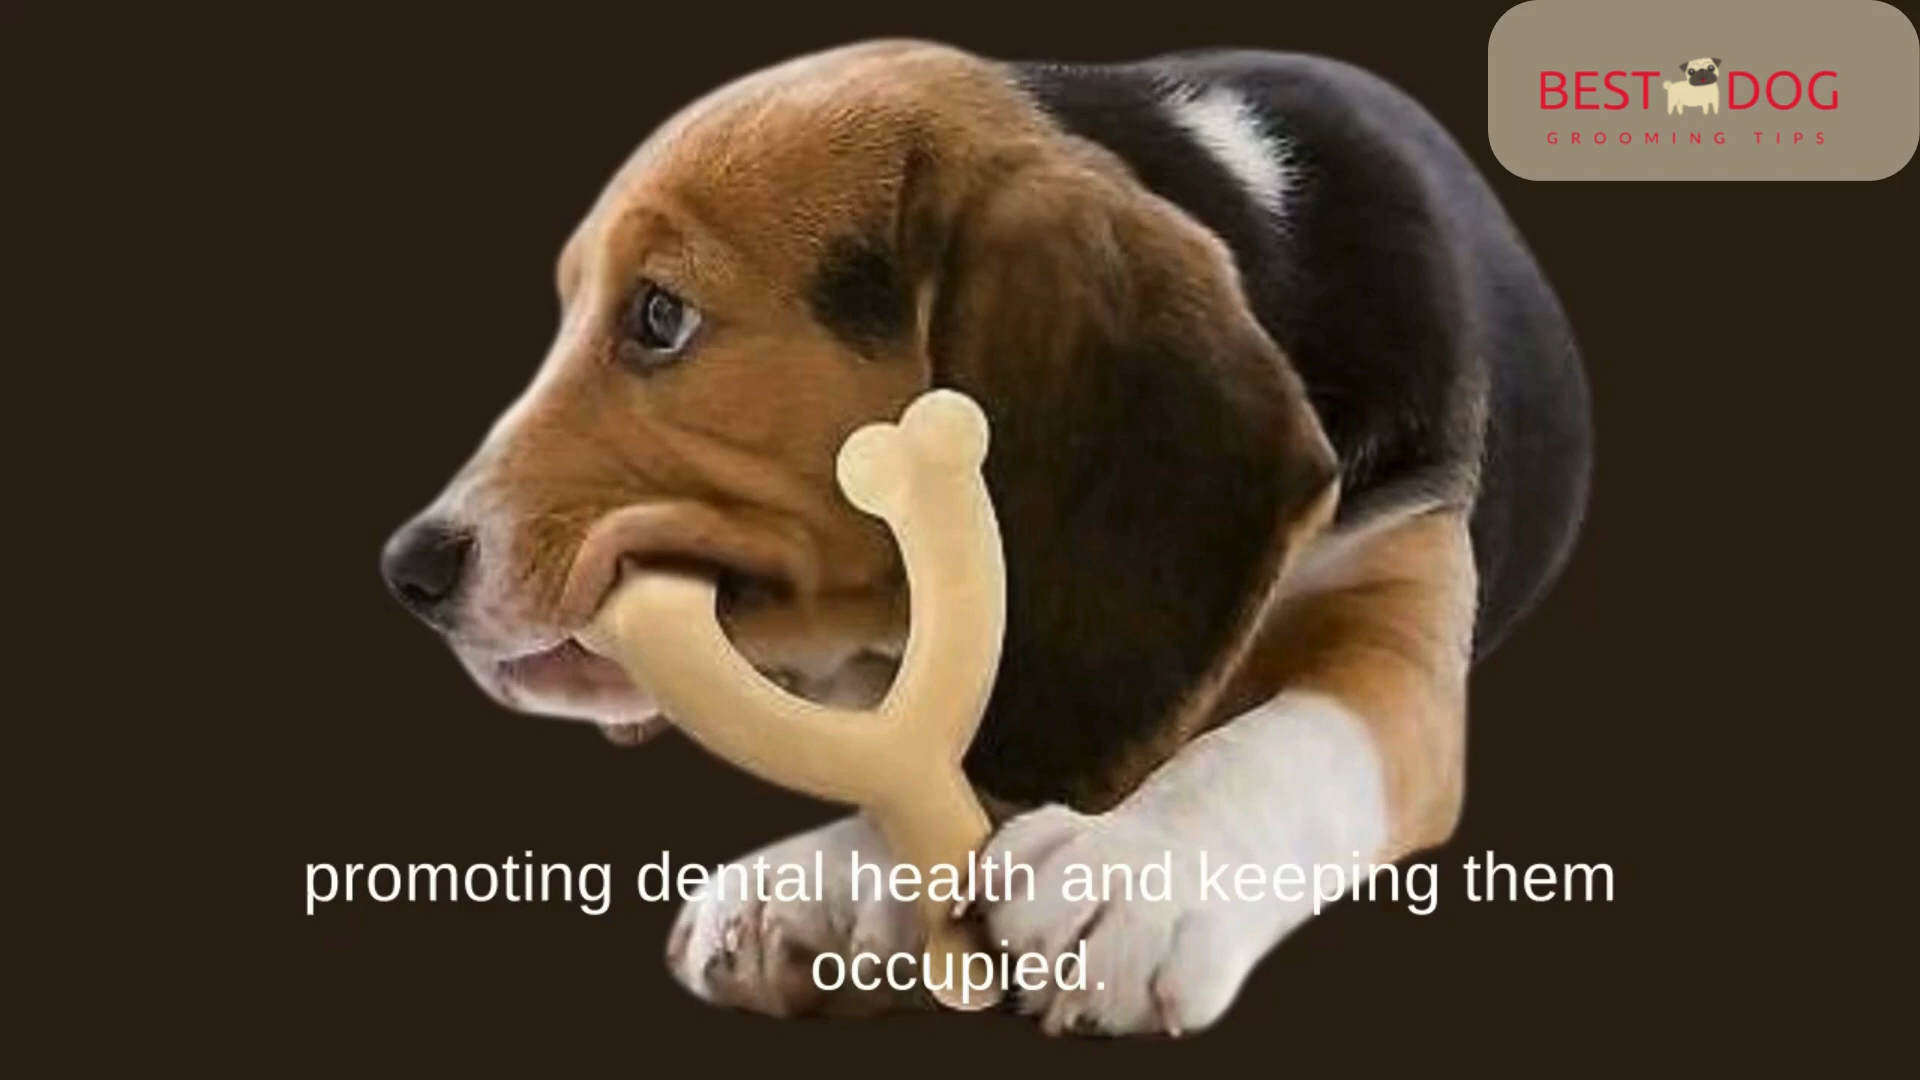 BEST DOG
GROOMING TIPS
promoting dental health and keeping them
occupied.